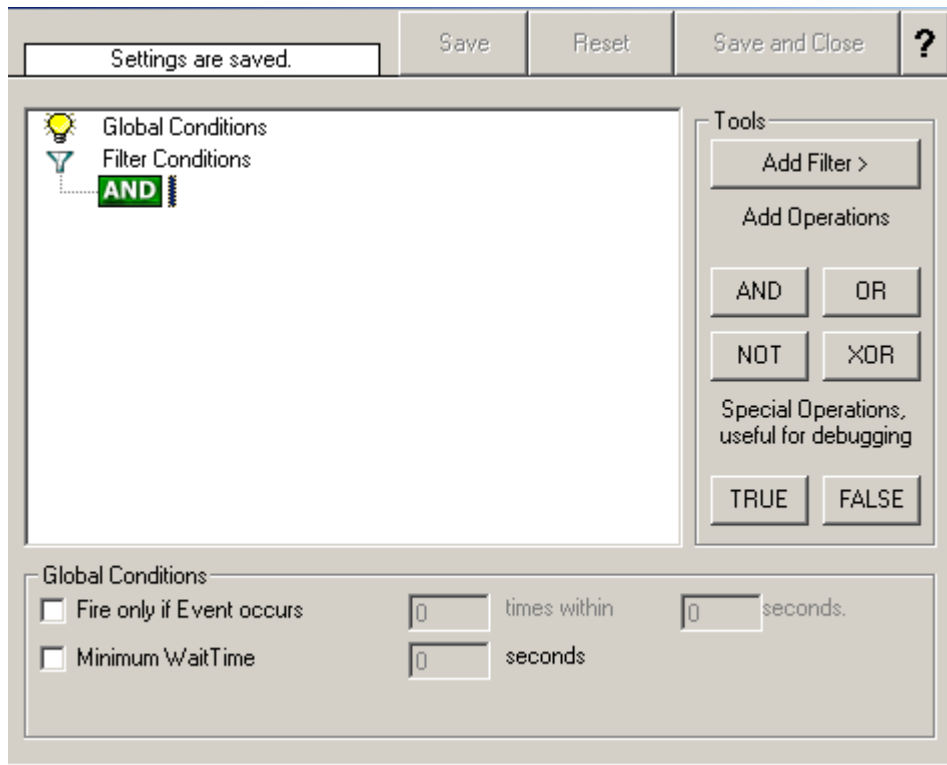 Settings are saved.
Save
Reset
Save and Close
?
Global Conditions
Filter Conditions
AND
Tools
Add Filter >
Add Operations
AND
OR
NOT
XOR
Special Operations,
useful for debugging
TRUE
FALSE
Global Conditions
Fire only if Event occurs
0
times within
0
seconds.
Minimum WaitTime
0
seconds